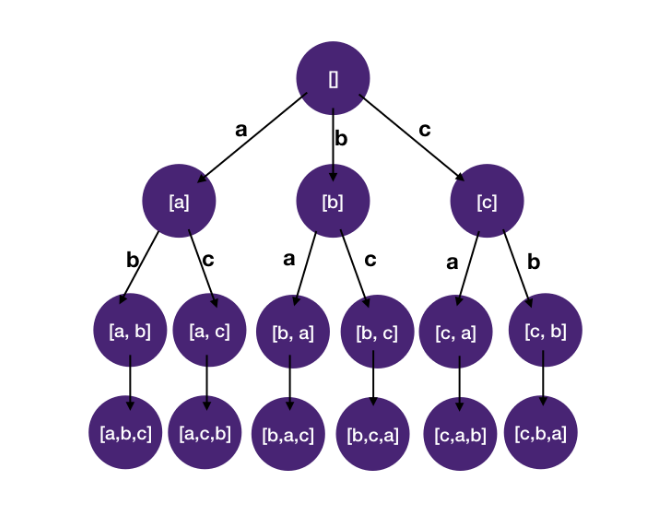 []
a
b
c
[a]
[b]
[c]
b
c
a
c
a
b
[a, b]
[a, c]
[b, a]
[b, c]
[c, a]
[c, b]
[a,b,c]
[a,c,b]
[b,a,c]
[b,c,a]
[c,a,b]
[c,b,a]